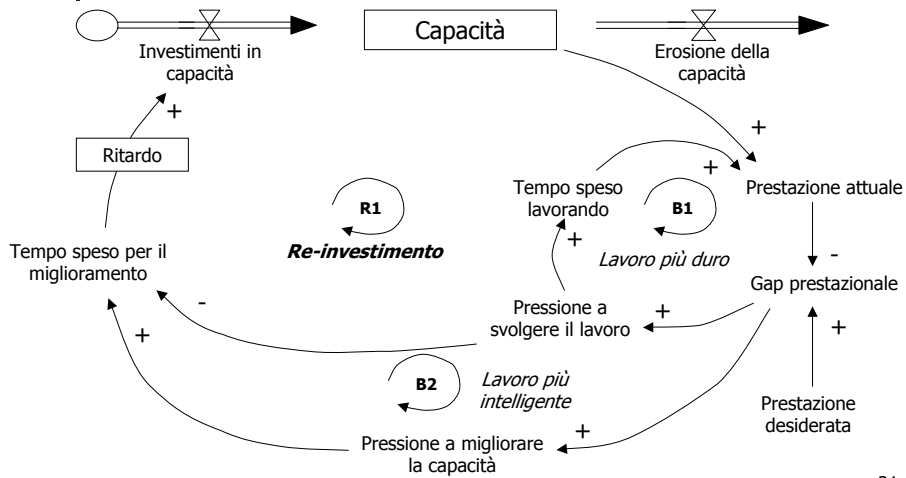 Capacità
Investimenti in
capacità
Erosione della
capacità
+
+
Ritardo
+
Tempo speso
lavorando
R1
B1
Prestazione attuale
Re-investimento
+
Lavoro più duro
-
Tempo speso per il
miglioramento
Gap prestazionale
-
Pressione a
svolgere il lavoro
+
+
+
B2
Lavoro più
intelligente
Prestazione
desiderata
+
Pressione a migliorare
la capacità